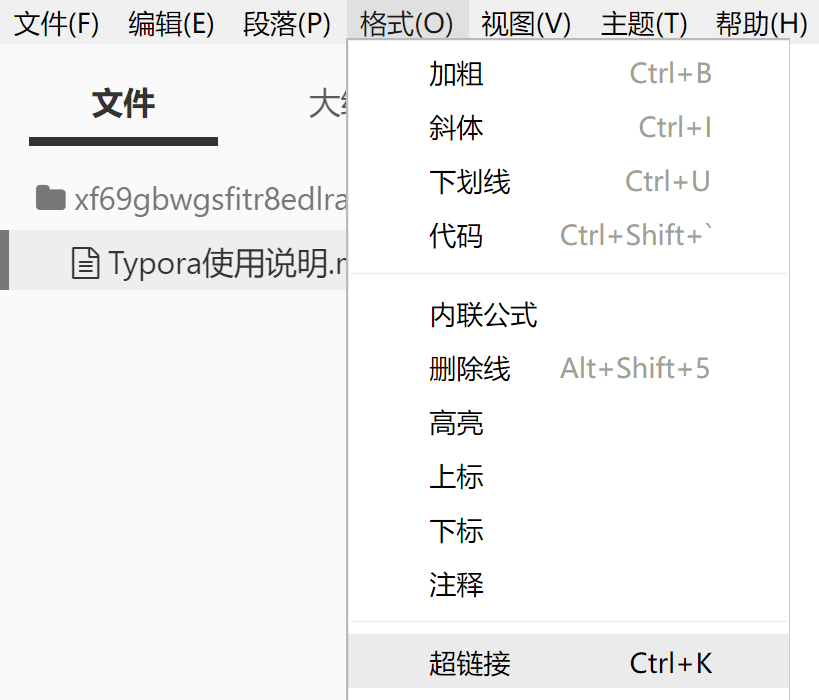 文件(F) 编辑(E) 段落(P) 格式(O) 视图(V) 主题(T) 帮助(H)
文件 大
xf69gbwgsfitr8edlra
Typora使用说明.
加粗 Ctrl+B
斜体 Ctrl+I
下划线 Ctrl+U
代码 Ctrl+Shift+`
内联公式
删除线 Alt+Shift+5
高亮
上标
下标
注释
超链接 Ctrl+K